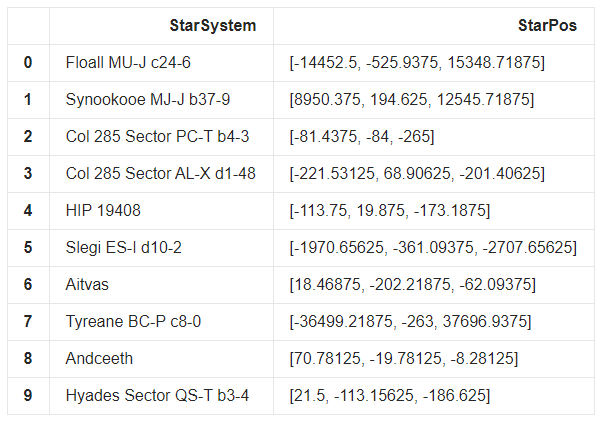 StarSystem StarPos
0 Floall MU-J c24-6 [-14452.5, -525.9375, 15348.71875]
1 Synookooe MJ-J b37-9 [8950.375, 194.625, 12545.71875]
2 Col 285 Sector PC-T b4-3 [-81.4375, -84, -265]
3 Col 285 Sector AL-X d1-48 [-221.53125, 68.90625, -201.40625]
4 HIP 19408 [-113.75, 19.875, -173.1875]
5 Slegi ES-I d10-2 [-1970.65625, -361.09375, -2707.65625]
6 Aitvas [18.46875, -202.21875, -62.09375]
7 Tyreane BC-P c8-0 [-36499.21875, -263, 37696.9375]
8 Andceeth [70.78125, -19.78125, -8.28125]
9 Hyades Sector QS-T b3-4 [21.5, -113.15625, -186.625]